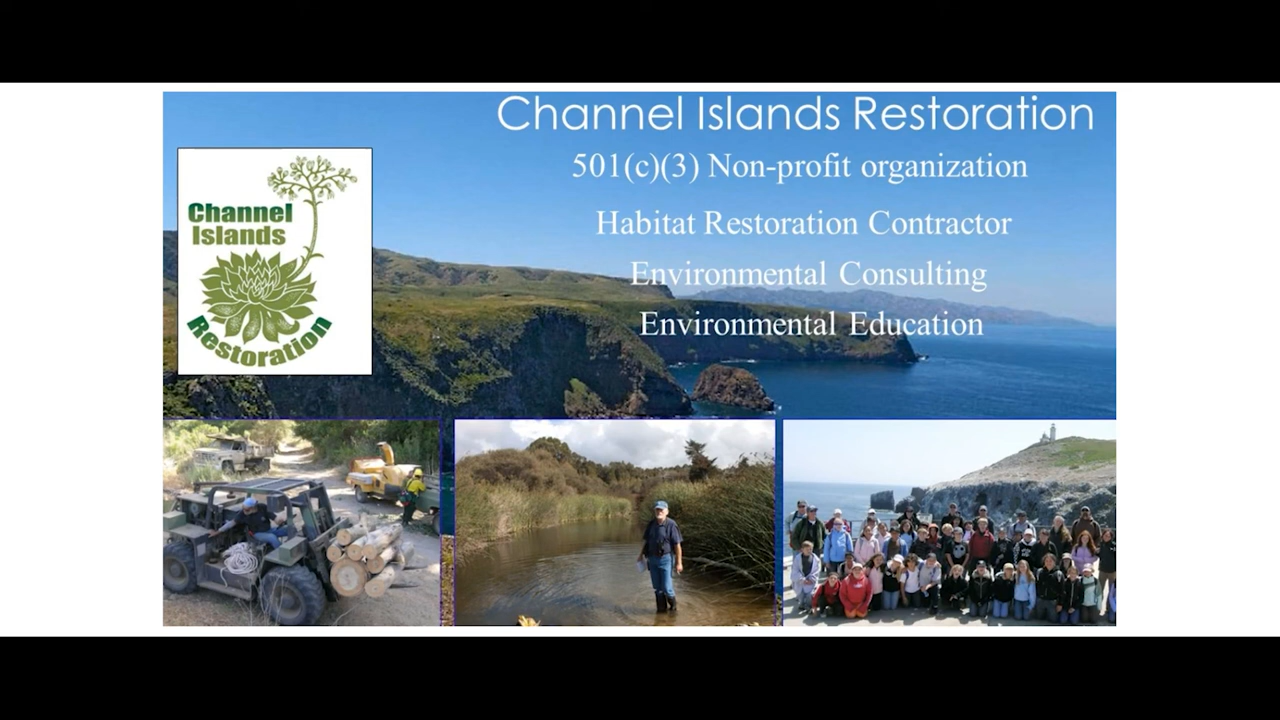 Channel Islands Restoration
501(c)(3) Non-profit organization
Habitat Restoration Contractor
Environmental Consulting
Environmental Education
Channel
Islands
Restoration